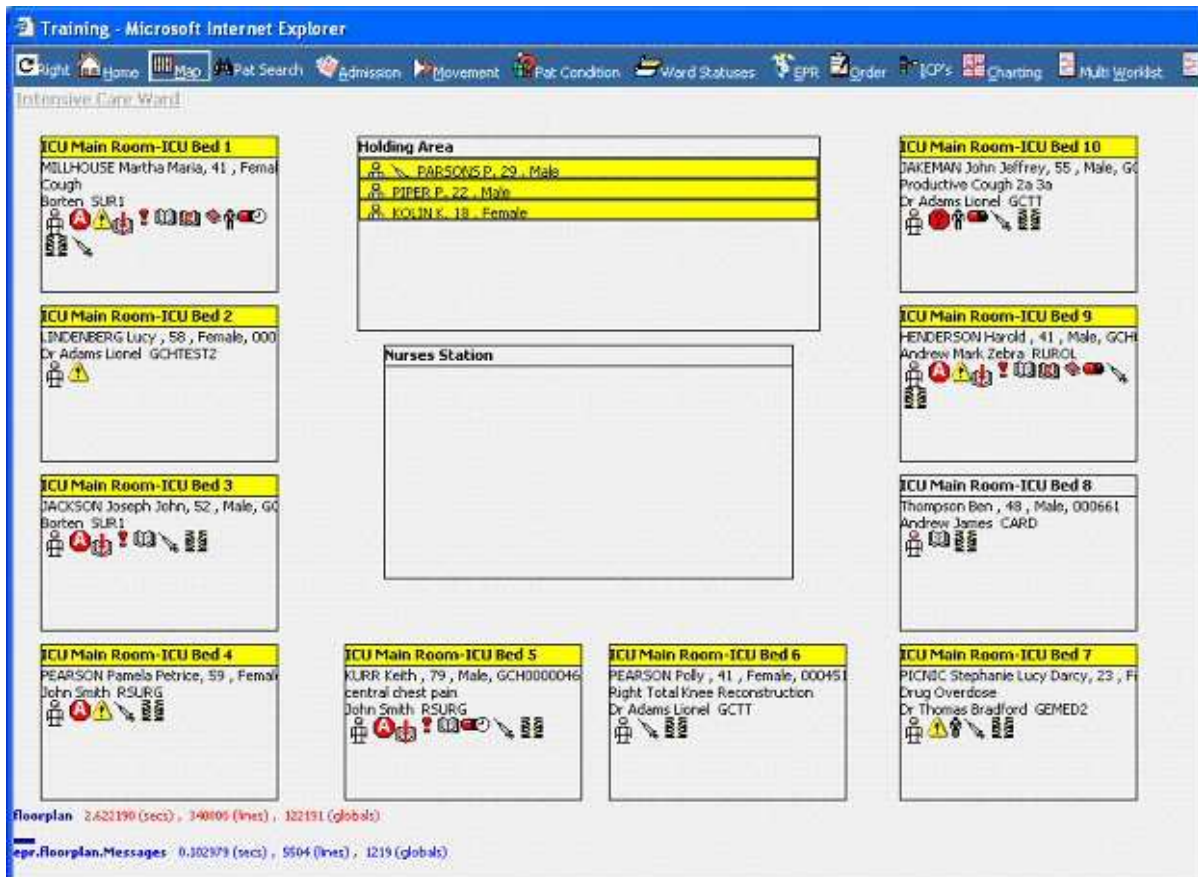 Training - Microsoft Internet Explorer
Right Home Map Pat Search Admission Movement Pat Condition Ward Statuses EPR Order ICP's Charting Multi Worklist
Intensive Care Ward
ICU Main Room-ICU Bed 1
MILLHOUSE Martha Maria, 41 , Femal
Cough
Borten SUR1
Holding Area
PARSONS P. 29 , Male
PIPER P. 22 , Male
KOLIN K. 18 , Female
ICU Main Room-ICU Bed 10
JAKEMAN John Jeffrey, 55 , Male, GC
Productive Cough 2a 3a
Dr Adams Lionel GCTT
ICU Main Room-ICU Bed 2
LINDENBERG Lucy , 58 , Female, 000
Dr Adams Lionel GCHTEST2
Nurses Station
ICU Main Room-ICU Bed 9
HENDERSON Harold , 41 , Male, GCH
Andrew Mark Zebra RUROL
ICU Main Room-ICU Bed 3
JACKSON Joseph John, 52 , Male, GC
Borten SUR1
ICU Main Room-ICU Bed 8
Thompson Ben , 48 , Male, 000661
Andrew James CARD
ICU Main Room-ICU Bed 4
PEARSON Pamela Petrice, 59 , Femal
John Smith RSURG
ICU Main Room-ICU Bed 5
KURR Keith , 79 , Male, GCH0000046
central chest pain
John Smith RSURG
ICU Main Room-ICU Bed 6
PEARSON Polly , 41 , Female, 000451
Right Total Knee Reconstruction
Dr Adams Lionel GCTT
ICU Main Room-ICU Bed 7
PICNIC Stephanie Lucy Darcy, 23 , F
Drug Overdose
Dr Thomas Bradford GEMED2
floorplan 2.622190 (secs) , (lines) , 122191 (globals)
epr.floorplan.Messages 0.102979 (secs) , 5504 (lines) , 1219 (globals)